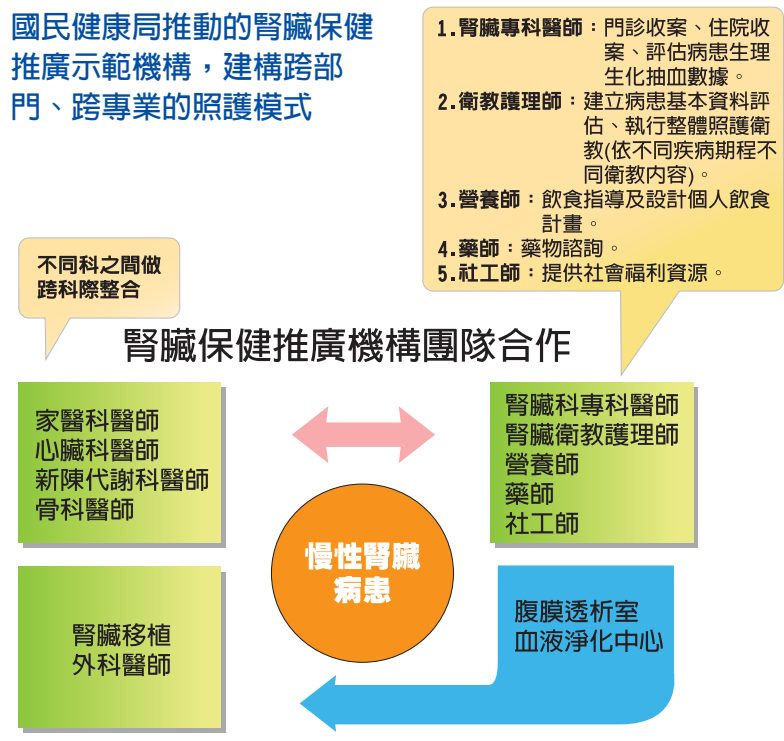 國民健康局推動的腎臟保健
推廣示範機構，建構跨部
門、跨專業的照護模式
1.腎臟專科醫師：門診收案、住院收
案、評估病患生理
生化抽血數據。
2.衛教護理師：建立病患基本資料評
估、執行整體照護衛
教(依不同疾病期程不
同衛教內容)。
3.營養師：飲食指導及設計個人飲食
計畫。
4.藥師：藥物諮詢。
5.社工師：提供社會福利資源。
不同科之間做
跨科際整合
腎臟保健推廣機構團隊合作
家醫科醫師
心臟科醫師
新陳代謝科醫師
骨科醫師
腎臟科專科醫師
腎臟衛教護理師
營養師
藥師
社工師
慢性腎臟
病患
腎臟移植
外科醫師
腹膜透析室
血液淨化中心